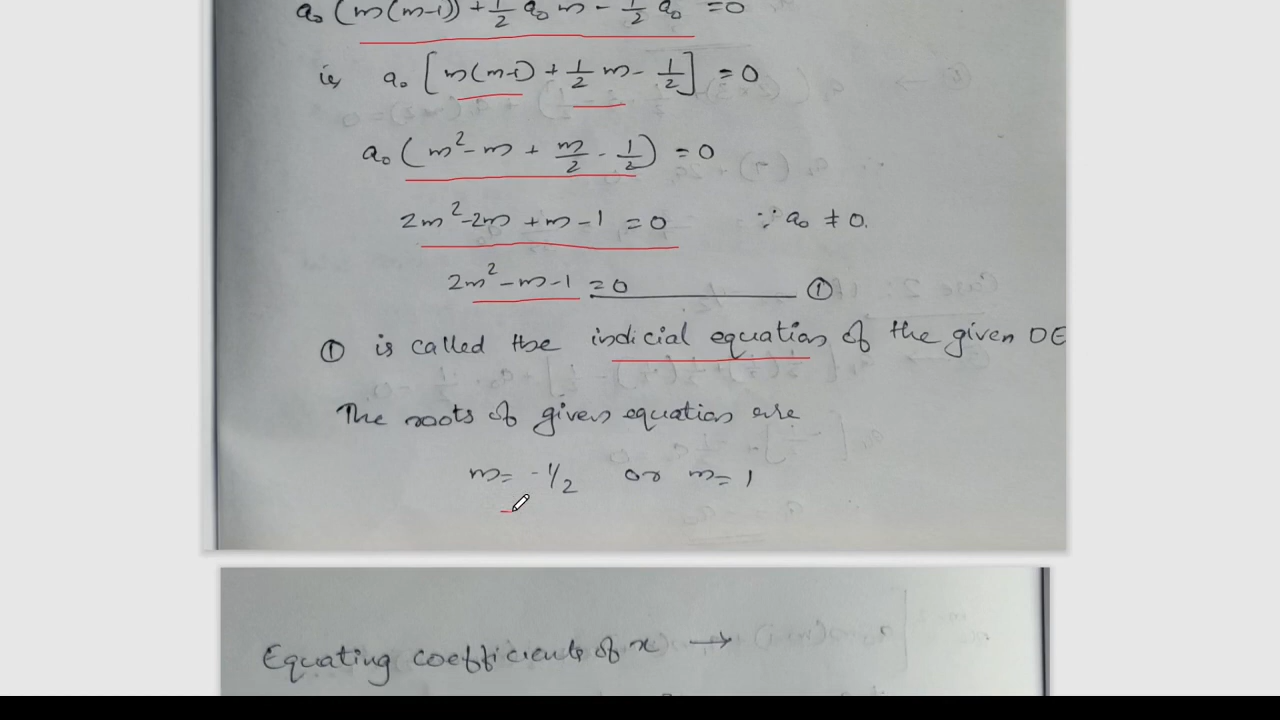 a₀ (m(m-1)) + 1/2 a₀ m - 1/2 a₀ = 0
ie, a₀ [m(m-1) + 1/2 m - 1/2] = 0
a₀ (m² - m + m/2 - 1/2) = 0
2m² - 2m + m - 1 = 0 ∵ a₀ ≠ 0.
2m² - m - 1 = 0 ①
① is called the indicial equation of the given DE
The roots of given equation are
m = -1/2 or m = 1
Equating coefficients of x →